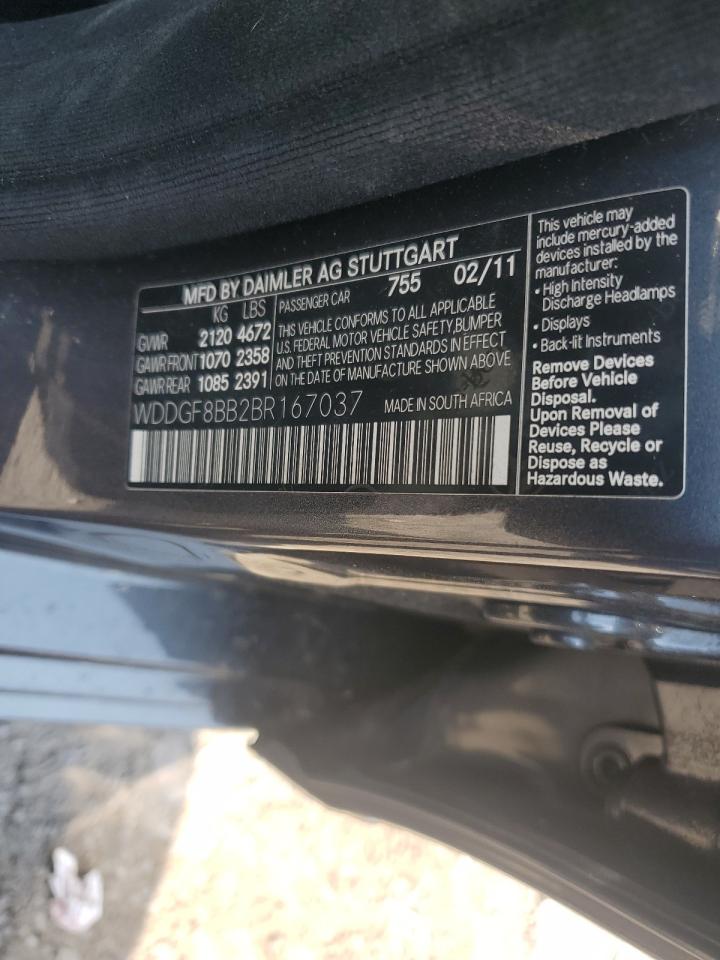 MFD BY DAIMLER AG STUTTGART
KG LBS
GVWR 2120 4672
GAWR FRONT 1070 2358
GAWR REAR 1085 2391
PASSENGER CAR 755 02/11
THIS VEHICLE CONFORMS TO ALL APPLICABLE
U.S. FEDERAL MOTOR VEHICLE SAFETY,BUMPER
AND THEFT PREVENTION STANDARDS IN EFFECT
ON THE DATE OF MANUFACTURE SHOWN ABOVE
WDDGF8BB2BR167037 MADE IN SOUTH AFRICA
This vehicle may
include mercury-added
devices installed by the
manufacturer:
• High Intensity
Discharge Headlamps
• Displays
• Back-lit Instruments
Remove Devices
Before Vehicle
Disposal.
Upon Removal of
Devices Please
Reuse, Recycle or
Dispose as
Hazardous Waste.